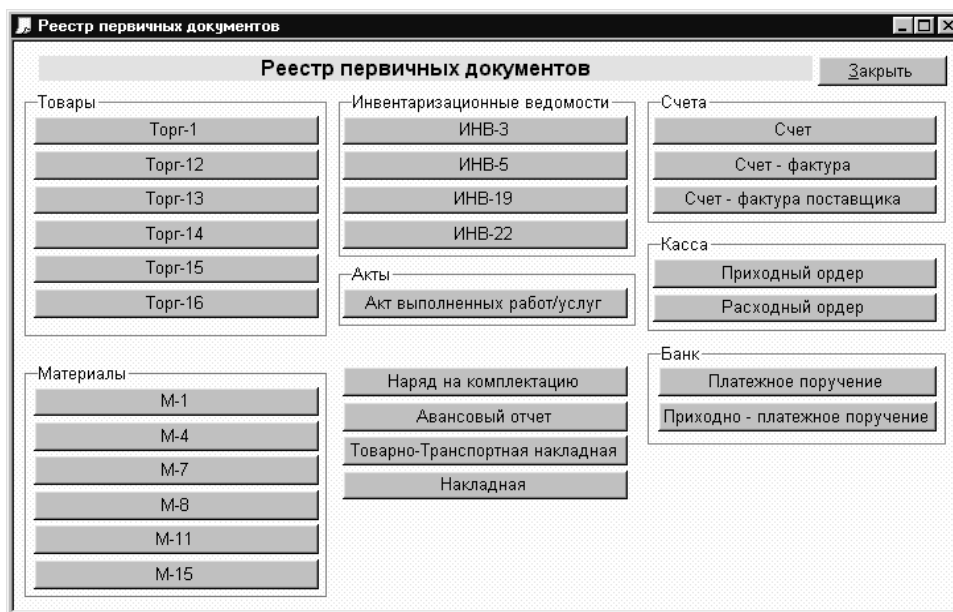 Реестр первичных документов
Реестр первичных документов
Закрыть
Товары
Торг-1
Торг-12
Торг-13
Торг-14
Торг-15
Торг-16
Материалы
М-1
М-4
М-7
М-8
М-11
М-15
Инвентаризационные ведомости
ИНВ-3
ИНВ-5
ИНВ-19
ИНВ-22
Акты
Акт выполненных работ/услуг
Наряд на комплектацию
Авансовый отчет
Товарно-Транспортная накладная
Накладная
Счета
Счет
Счет - фактура
Счет - фактура поставщика
Касса
Приходный ордер
Расходный ордер
Банк
Платежное поручение
Приходно - платежное поручение